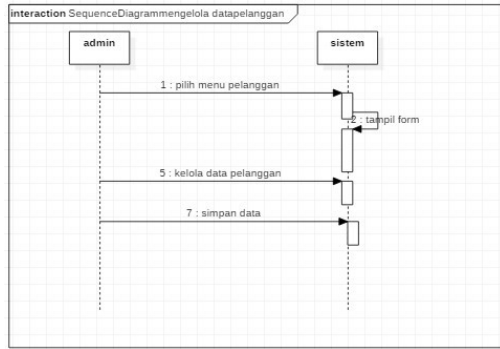 interaction SequenceDiagrammengelola datapelanggan
admin
sistem
1 : pilih menu pelanggan
2 : tampil form
5 : kelola data pelanggan
7 : simpan data